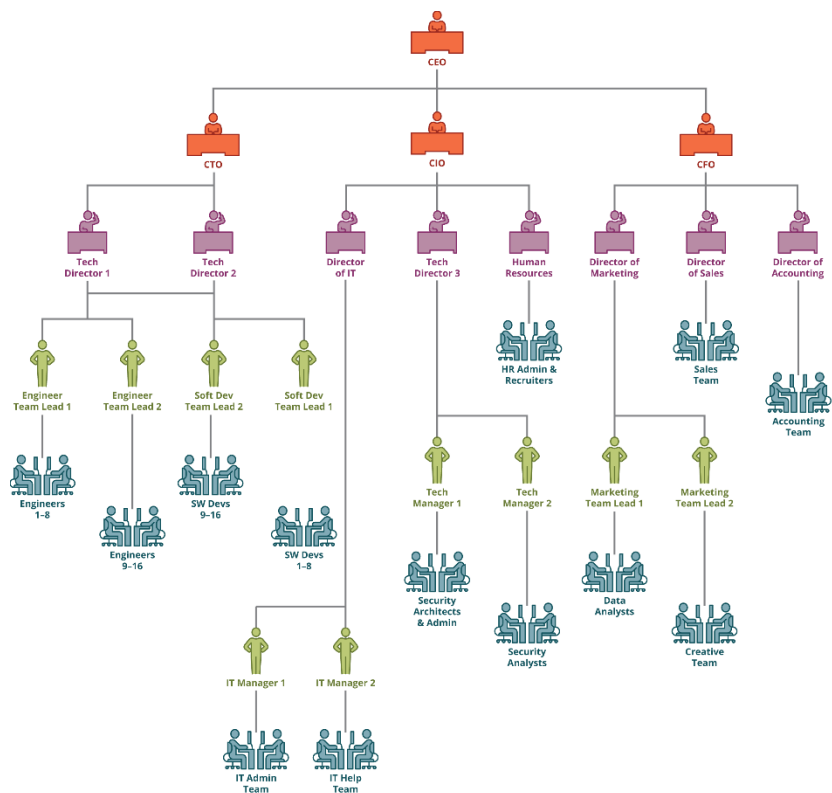 CEO
CTO
CIO
CFO
Tech
Director 1
Tech
Director 2
Director
of IT
Tech
Director 3
Human
Resources
Director of
Marketing
Director
of Sales
Director of
Accounting
HR Admin &
Recruiters
Sales
Team
Engineer
Team Lead 1
Engineer
Team Lead 2
Soft Dev
Team Lead 2
Soft Dev
Team Lead 1
Accounting
Team
Tech
Manager 1
Tech
Manager 2
Marketing
Team Lead 1
Marketing
Team Lead 2
Engineers
1–8
SW Devs
9–16
Engineers
9–16
SW Devs
1–8
Security
Architects
& Admin
Data
Analysts
Security
Analysts
Creative
Team
IT Manager 1
IT Manager 2
IT Admin
Team
IT Help
Team